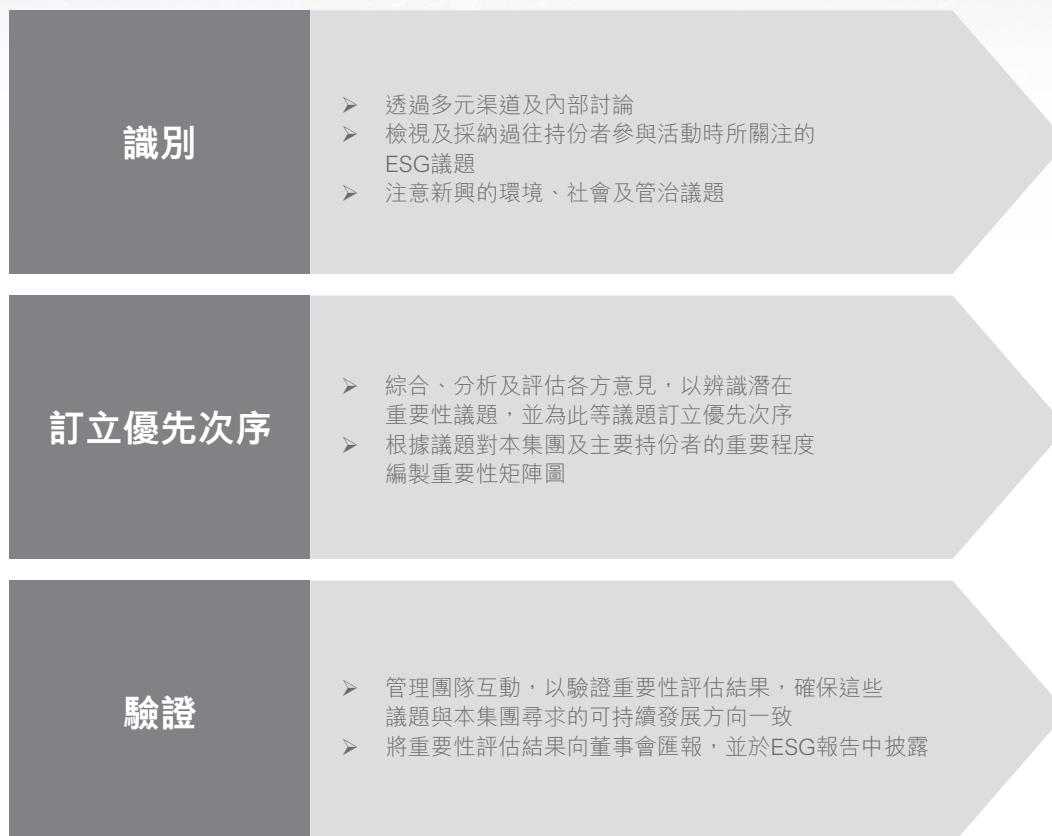 識別
➢ 透過多元渠道及內部討論
➢ 檢視及採納過往持份者參與活動時所關注的
ESG議題
➢ 注意新興的環境、社會及管治議題
訂立優先次序
➢ 綜合、分析及評估各方意見，以辨識潛在
重要性議題，並為此等議題訂立優先次序
➢ 根據議題對本集團及主要持份者的重要程度
編製重要性矩陣圖
驗證
➢ 管理團隊互動，以驗證重要性評估結果，確保這些
議題與本集團尋求的可持續發展方向一致
➢ 將重要性評估結果向董事會匯報，並於ESG報告中披露